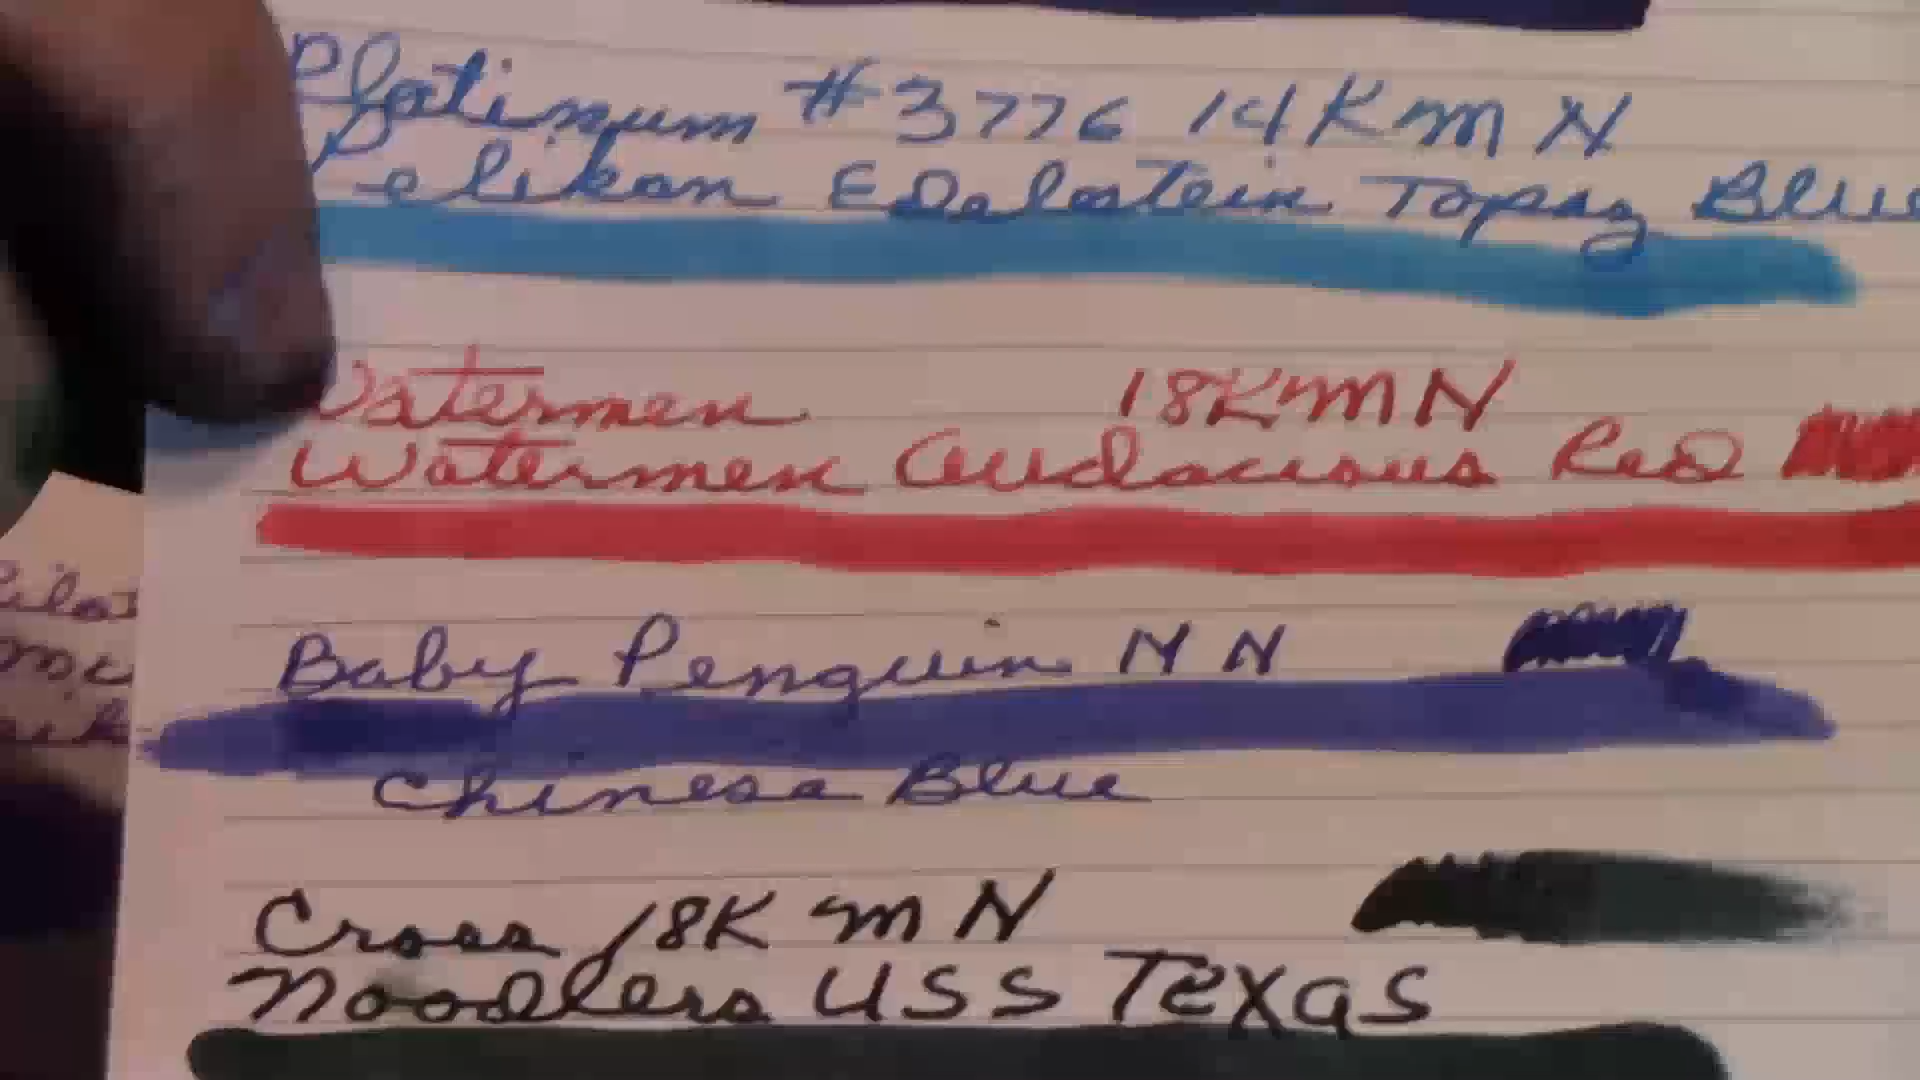 Platinum #3776 14K M N
Pelikan Edelstein Topaz Blue
Watermen 18K M N
Watermen Audacious Red
Baby Penguin M N
Chinese Blue
Cross 18K M N
Noodlers USS Texas